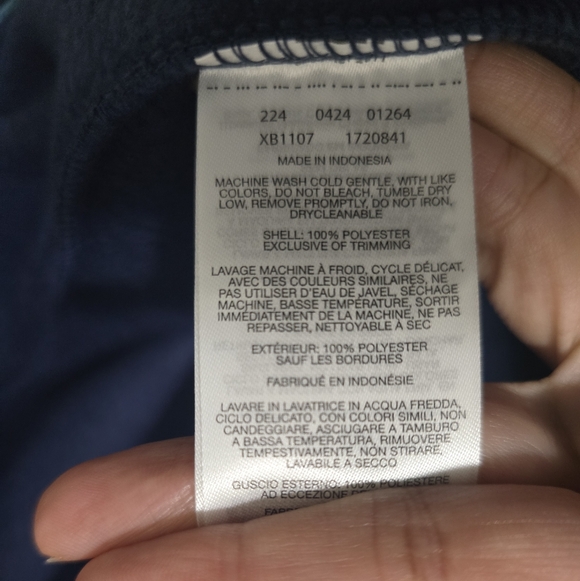 224 0424 01264
XB1107 1720841
MADE IN INDONESIA
MACHINE WASH COLD GENTLE, WITH LIKE
COLORS, DO NOT BLEACH, TUMBLE DRY
LOW, REMOVE PROMPTLY, DO NOT IRON,
DRYCLEANABLE
SHELL: 100% POLYESTER
EXCLUSIVE OF TRIMMING
LAVAGE MACHINE À FROID, CYCLE DÉLICAT,
AVEC DES COULEURS SIMILAIRES, NE
PAS UTILISER D'EAU DE JAVEL, SÉCHAGE
MACHINE, BASSE TEMPÉRATURE, SORTIR
IMMÉDIATEMENT DE LA MACHINE, NE PAS
REPASSER, NETTOYABLE À SEC
EXTÉRIEUR: 100% POLYESTER
SAUF LES BORDURES
FABRIQUÉ EN INDONÉSIE
LAVARE IN LAVATRICE IN ACQUA FREDDA,
CICLO DELICATO, CON COLORI SIMILI, NON
CANDEGGIARE, ASCIUGARE A TAMBURO
A BASSA TEMPERATURA, RIMUOVERE
TEMPESTIVAMENTE, NON STIRARE,
LAVABILE A SECCO
GUSCIO ESTERNO: 100% POLIESTERE
AD ECCEZIONE